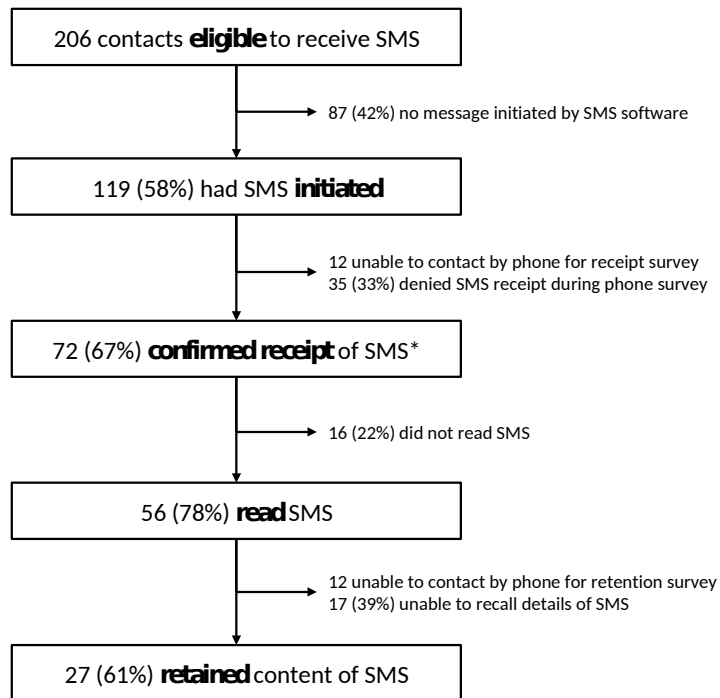 206 contacts eligible to receive SMS
87 (42%) no message initiated by SMS software
119 (58%) had SMS initiated
12 unable to contact by phone for receipt survey
35 (33%) denied SMS receipt during phone survey
72 (67%) confirmed receipt of SMS*
16 (22%) did not read SMS
56 (78%) read SMS
12 unable to contact by phone for retention survey
17 (39%) unable to recall details of SMS
27 (61%) retained content of SMS